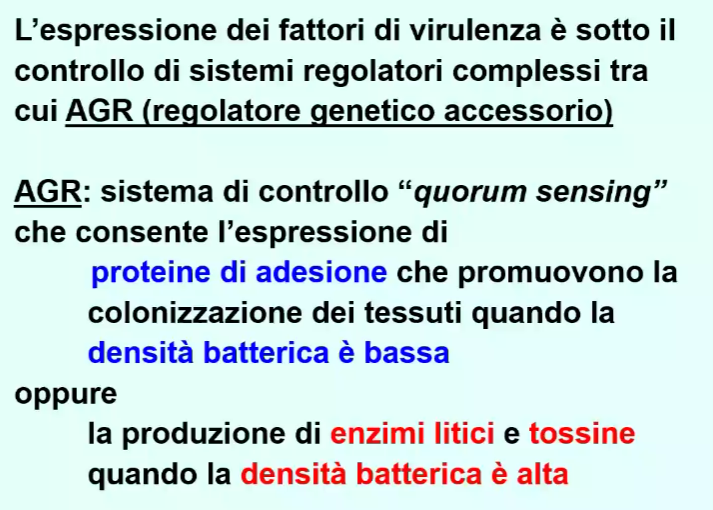 L'espressione dei fattori di virulenza è sotto il
controllo di sistemi regolatori complessi tra
cui AGR (regolatore genetico accessorio)
AGR: sistema di controllo "quorum sensing"
che consente l'espressione di
proteine di adesione che promuovono la
colonizzazione dei tessuti quando la
densità batterica è bassa
oppure
la produzione di enzimi litici e tossine
quando la densità batterica è alta